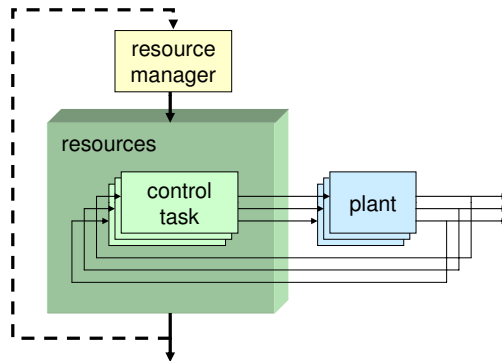 resource
manager
resources
control
task
plant